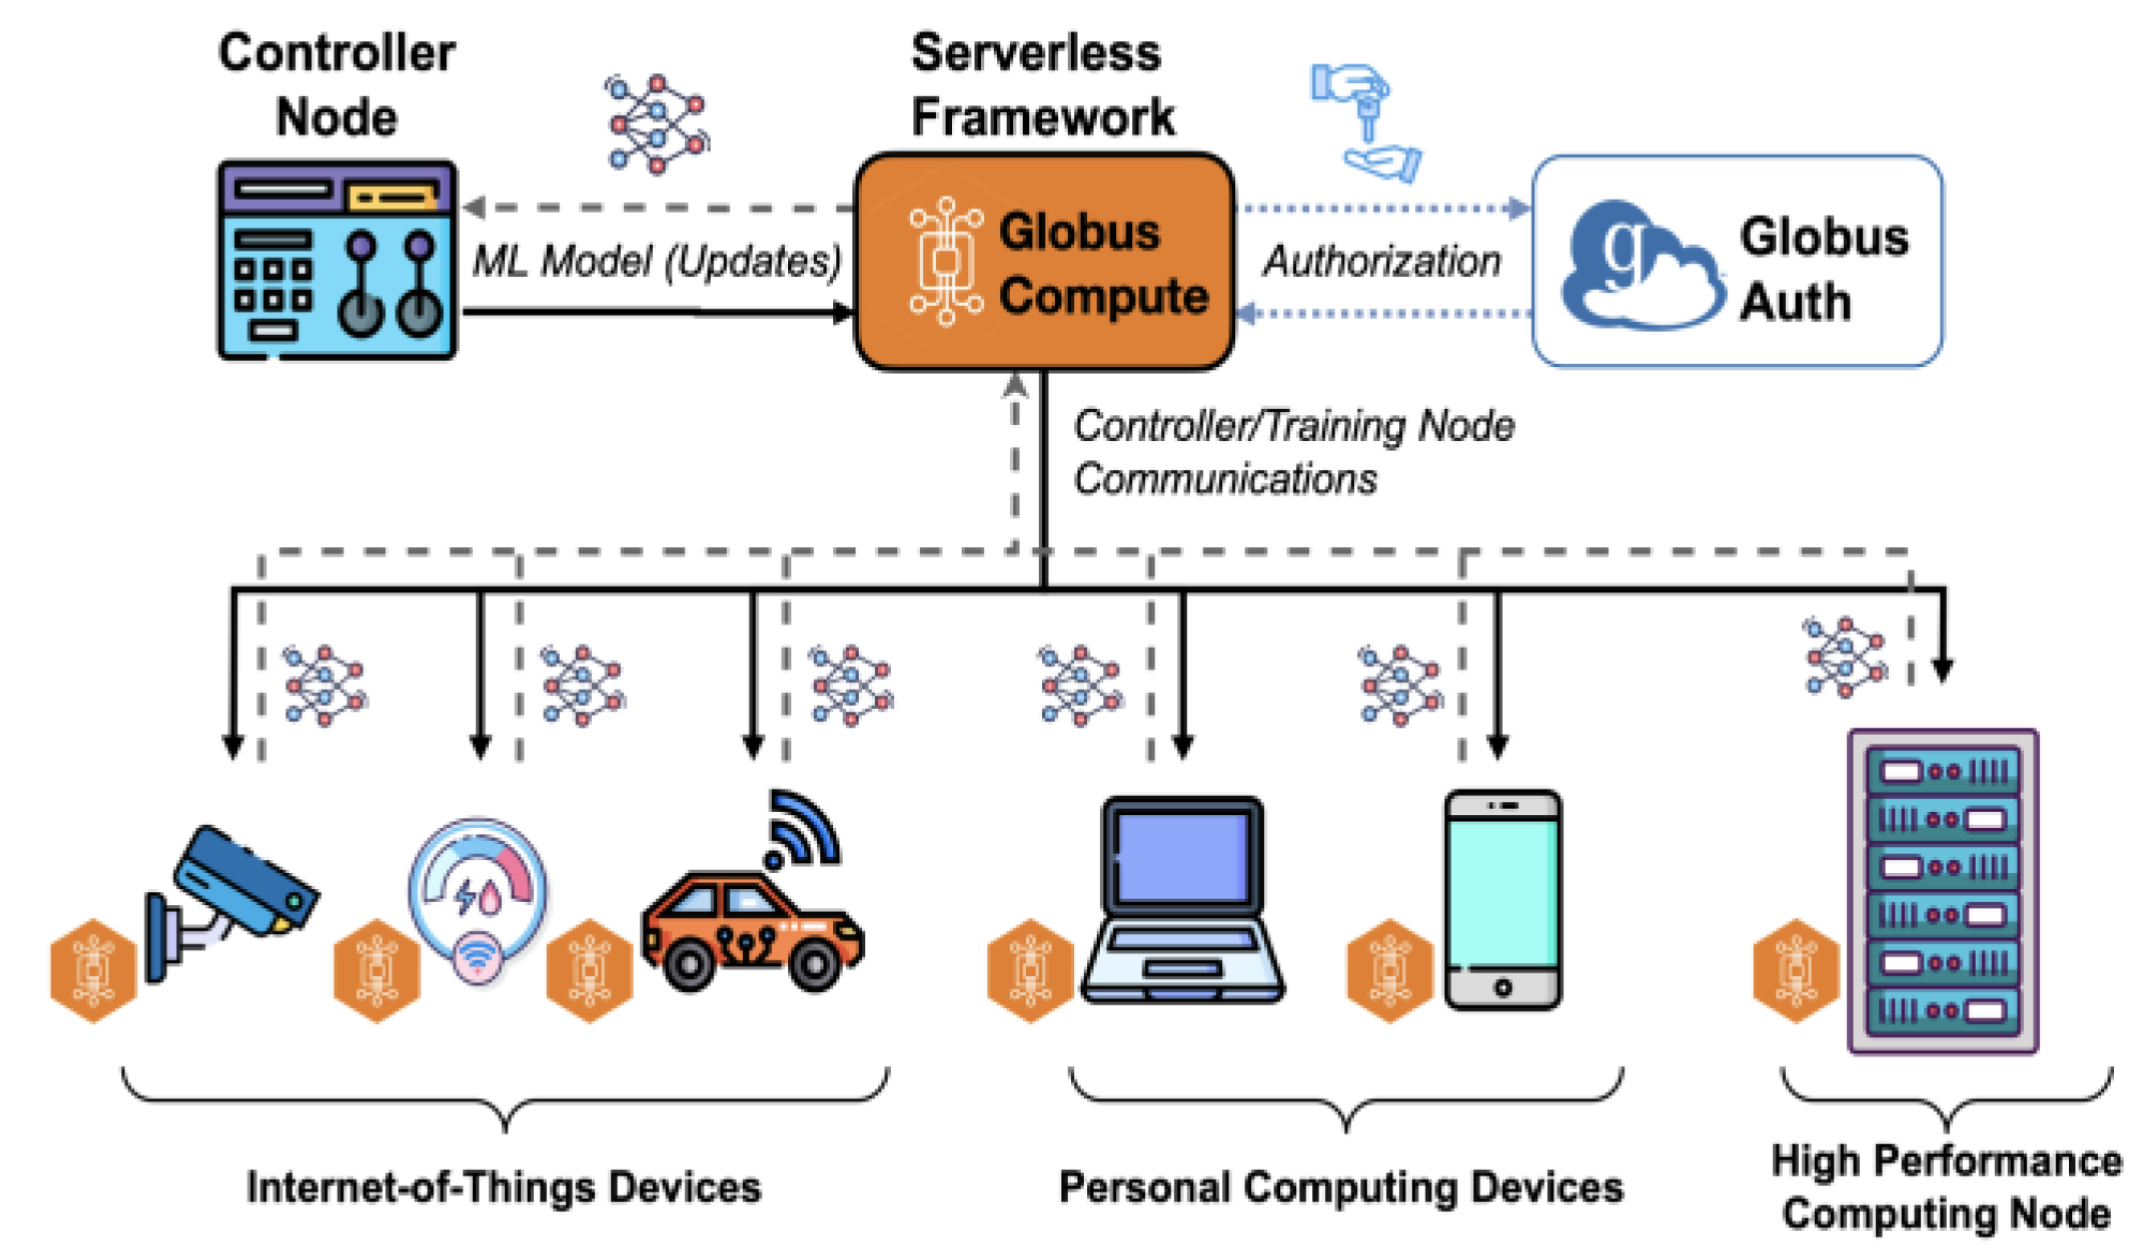 Controller
Node
Serverless
Framework
ML Model (Updates)
Globus
Compute
Authorization
g
Globus
Auth
Controller/Training Node
Communications
Internet-of-Things Devices
Personal Computing Devices
High Performance
Computing Node